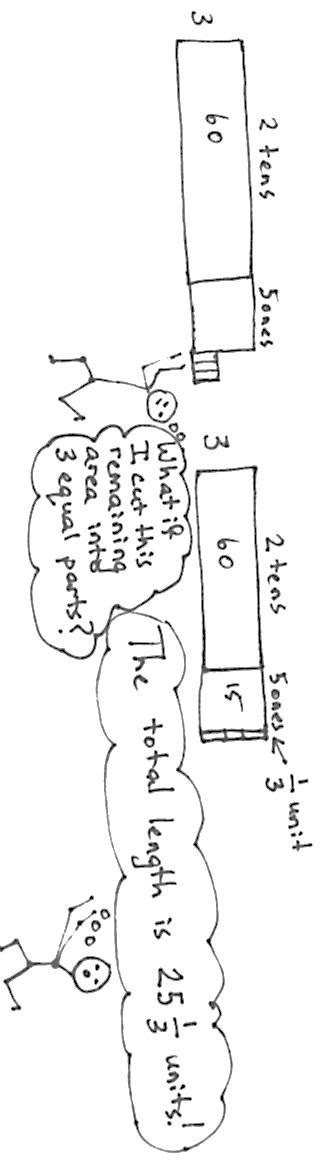 2 tens 5 ones
3
60
What if
I cut this
remaining
area into
3 equal parts?
2 tens 5 ones ← 1/3 unit
3
60 15
The total length is 25 1/3 units!